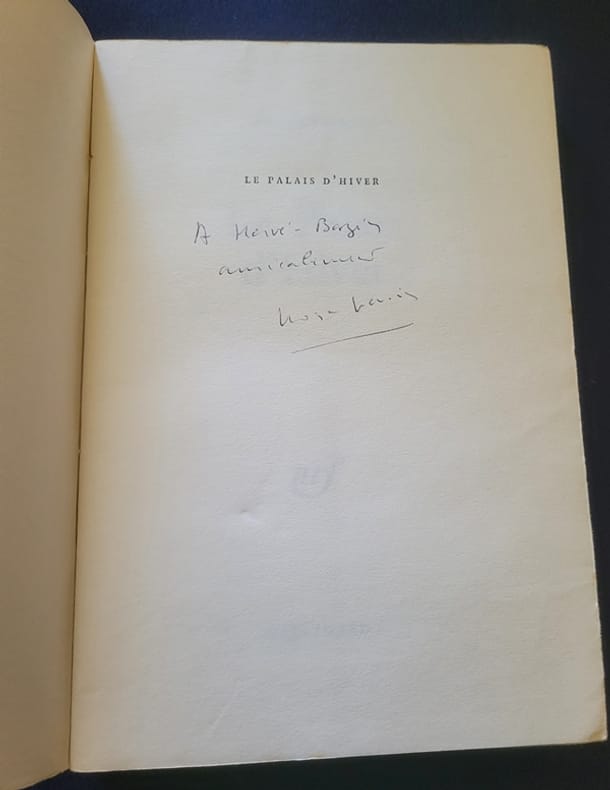 LE PALAIS D'HIVER
A Hervé-Bazin
amicalement